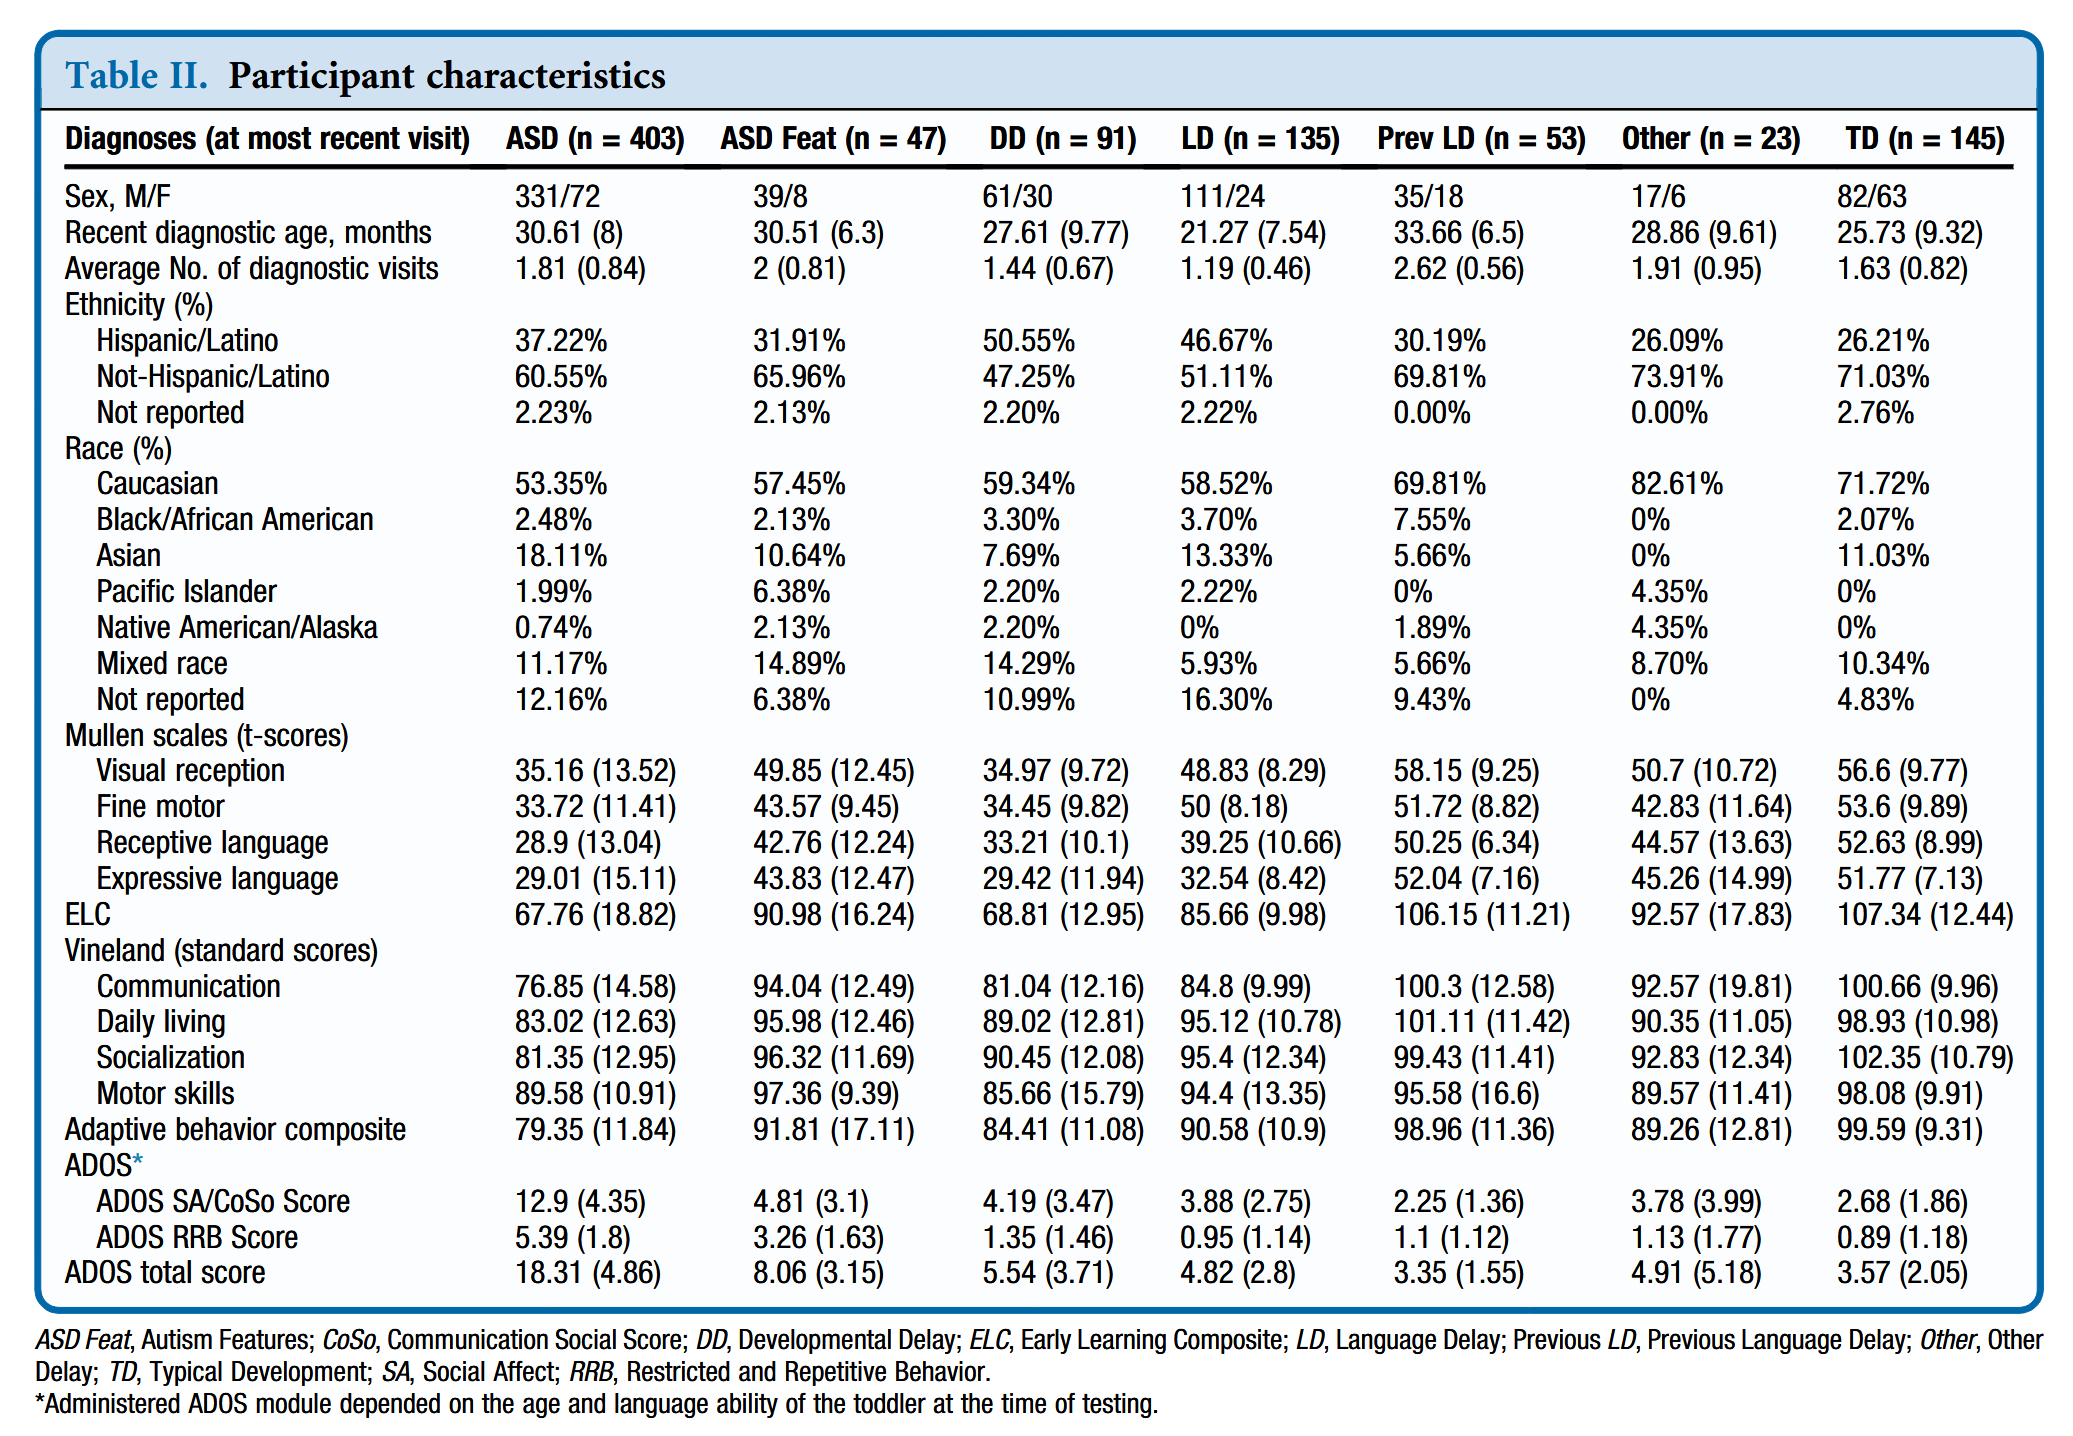 Table II. Participant characteristics
Diagnoses (at most recent visit) ASD (n = 403) ASD Feat (n = 47) DD (n = 91) LD (n = 135) Prev LD (n = 53) Other (n = 23) TD (n = 145)
Sex, M/F 331/72 39/8 61/30 111/24 35/18 17/6 82/63
Recent diagnostic age, months 30.61 (8) 30.51 (6.3) 27.61 (9.77) 21.27 (7.54) 33.66 (6.5) 28.86 (9.61) 25.73 (9.32)
Average No. of diagnostic visits 1.81 (0.84) 2 (0.81) 1.44 (0.67) 1.19 (0.46) 2.62 (0.56) 1.91 (0.95) 1.63 (0.82)
Ethnicity (%)
Hispanic/Latino 37.22% 31.91% 50.55% 46.67% 30.19% 26.09% 26.21%
Not-Hispanic/Latino 60.55% 65.96% 47.25% 51.11% 69.81% 73.91% 71.03%
Not reported 2.23% 2.13% 2.20% 2.22% 0.00% 0.00% 2.76%
Race (%)
Caucasian 53.35% 57.45% 59.34% 58.52% 69.81% 82.61% 71.72%
Black/African American 2.48% 2.13% 3.30% 3.70% 7.55% 0% 2.07%
Asian 18.11% 10.64% 7.69% 13.33% 5.66% 0% 11.03%
Pacific Islander 1.99% 6.38% 2.20% 2.22% 0% 4.35% 0%
Native American/Alaska 0.74% 2.13% 2.20% 0% 1.89% 4.35% 0%
Mixed race 11.17% 14.89% 14.29% 5.93% 5.66% 8.70% 10.34%
Not reported 12.16% 6.38% 10.99% 16.30% 9.43% 0% 4.83%
Mullen scales (t-scores)
Visual reception 35.16 (13.52) 49.85 (12.45) 34.97 (9.72) 48.83 (8.29) 58.15 (9.25) 50.7 (10.72) 56.6 (9.77)
Fine motor 33.72 (11.41) 43.57 (9.45) 34.45 (9.82) 50 (8.18) 51.72 (8.82) 42.83 (11.64) 53.6 (9.89)
Receptive language 28.9 (13.04) 42.76 (12.24) 33.21 (10.1) 39.25 (10.66) 50.25 (6.34) 44.57 (13.63) 52.63 (8.99)
Expressive language 29.01 (15.11) 43.83 (12.47) 29.42 (11.94) 32.54 (8.42) 52.04 (7.16) 45.26 (14.99) 51.77 (7.13)
ELC 67.76 (18.82) 90.98 (16.24) 68.81 (12.95) 85.66 (9.98) 106.15 (11.21) 92.57 (17.83) 107.34 (12.44)
Vineland (standard scores)
Communication 76.85 (14.58) 94.04 (12.49) 81.04 (12.16) 84.8 (9.99) 100.3 (12.58) 92.57 (19.81) 100.66 (9.96)
Daily living 83.02 (12.63) 95.98 (12.46) 89.02 (12.81) 95.12 (10.78) 101.11 (11.42) 90.35 (11.05) 98.93 (10.98)
Socialization 81.35 (12.95) 96.32 (11.69) 90.45 (12.08) 95.4 (12.34) 99.43 (11.41) 92.83 (12.34) 102.35 (10.79)
Motor skills 89.58 (10.91) 97.36 (9.39) 85.66 (15.79) 94.4 (13.35) 95.58 (16.6) 89.57 (11.41) 98.08 (9.91)
Adaptive behavior composite 79.35 (11.84) 91.81 (17.11) 84.41 (11.08) 90.58 (10.9) 98.96 (11.36) 89.26 (12.81) 99.59 (9.31)
ADOS*
ADOS SA/CoSo Score 12.9 (4.35) 4.81 (3.1) 4.19 (3.47) 3.88 (2.75) 2.25 (1.36) 3.78 (3.99) 2.68 (1.86)
ADOS RRB Score 5.39 (1.8) 3.26 (1.63) 1.35 (1.46) 0.95 (1.14) 1.1 (1.12) 1.13 (1.77) 0.89 (1.18)
ADOS total score 18.31 (4.86) 8.06 (3.15) 5.54 (3.71) 4.82 (2.8) 3.35 (1.55) 4.91 (5.18) 3.57 (2.05)
ASD Feat, Autism Features; CoSo, Communication Social Score; DD, Developmental Delay; ELC, Early Learning Composite; LD, Language Delay; Previous LD, Previous Language Delay; Other, Other
Delay; TD, Typical Development; SA, Social Affect; RRB, Restricted and Repetitive Behavior.
*Administered ADOS module depended on the age and language ability of the toddler at the time of testing.